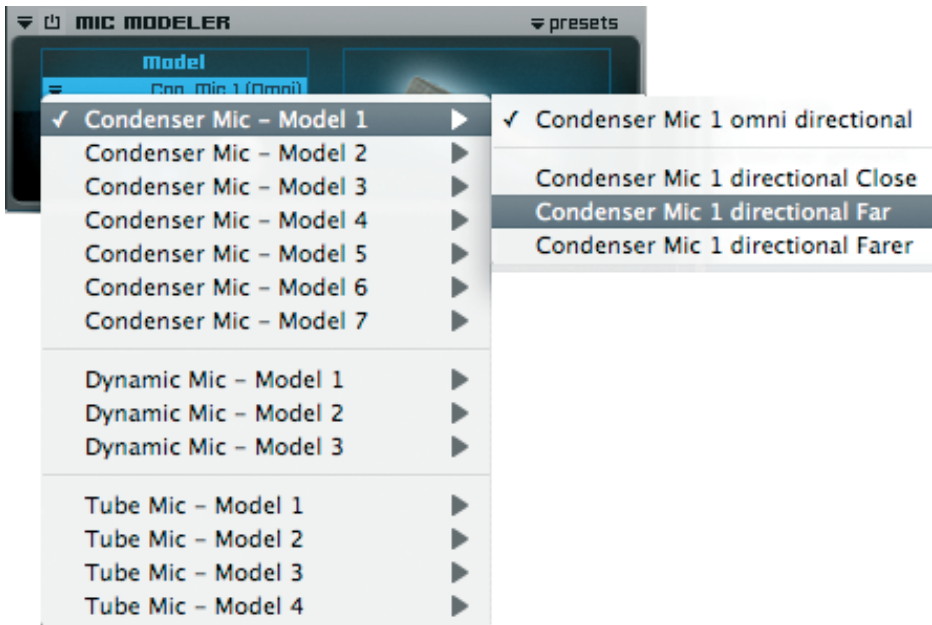 MIC MODELER
presets
Model
Con. Mic 1 (Omni)
✓ Condenser Mic – Model 1
Condenser Mic – Model 2
Condenser Mic – Model 3
Condenser Mic – Model 4
Condenser Mic – Model 5
Condenser Mic – Model 6
Condenser Mic – Model 7
Dynamic Mic – Model 1
Dynamic Mic – Model 2
Dynamic Mic – Model 3
Tube Mic – Model 1
Tube Mic – Model 2
Tube Mic – Model 3
Tube Mic – Model 4
✓ Condenser Mic 1 omni directional
Condenser Mic 1 directional Close
Condenser Mic 1 directional Far
Condenser Mic 1 directional Farer